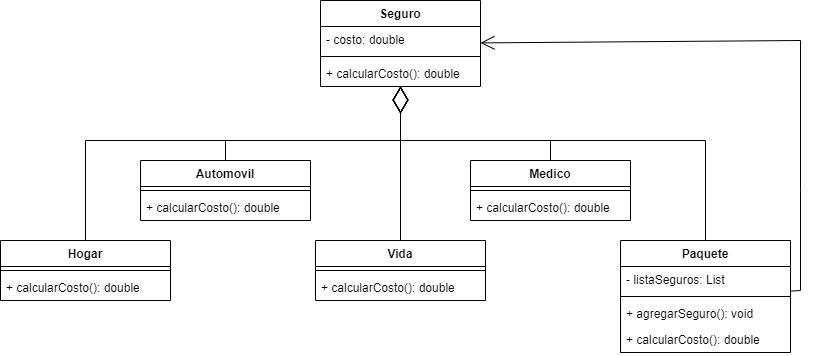 Seguro
- costo: double
+ calcularCosto(): double
Automovil
+ calcularCosto(): double
Medico
+ calcularCosto(): double
Hogar
+ calcularCosto(): double
Vida
+ calcularCosto(): double
Paquete
- listaSeguros: List
+ agregarSeguro(): void
+ calcularCosto(): double